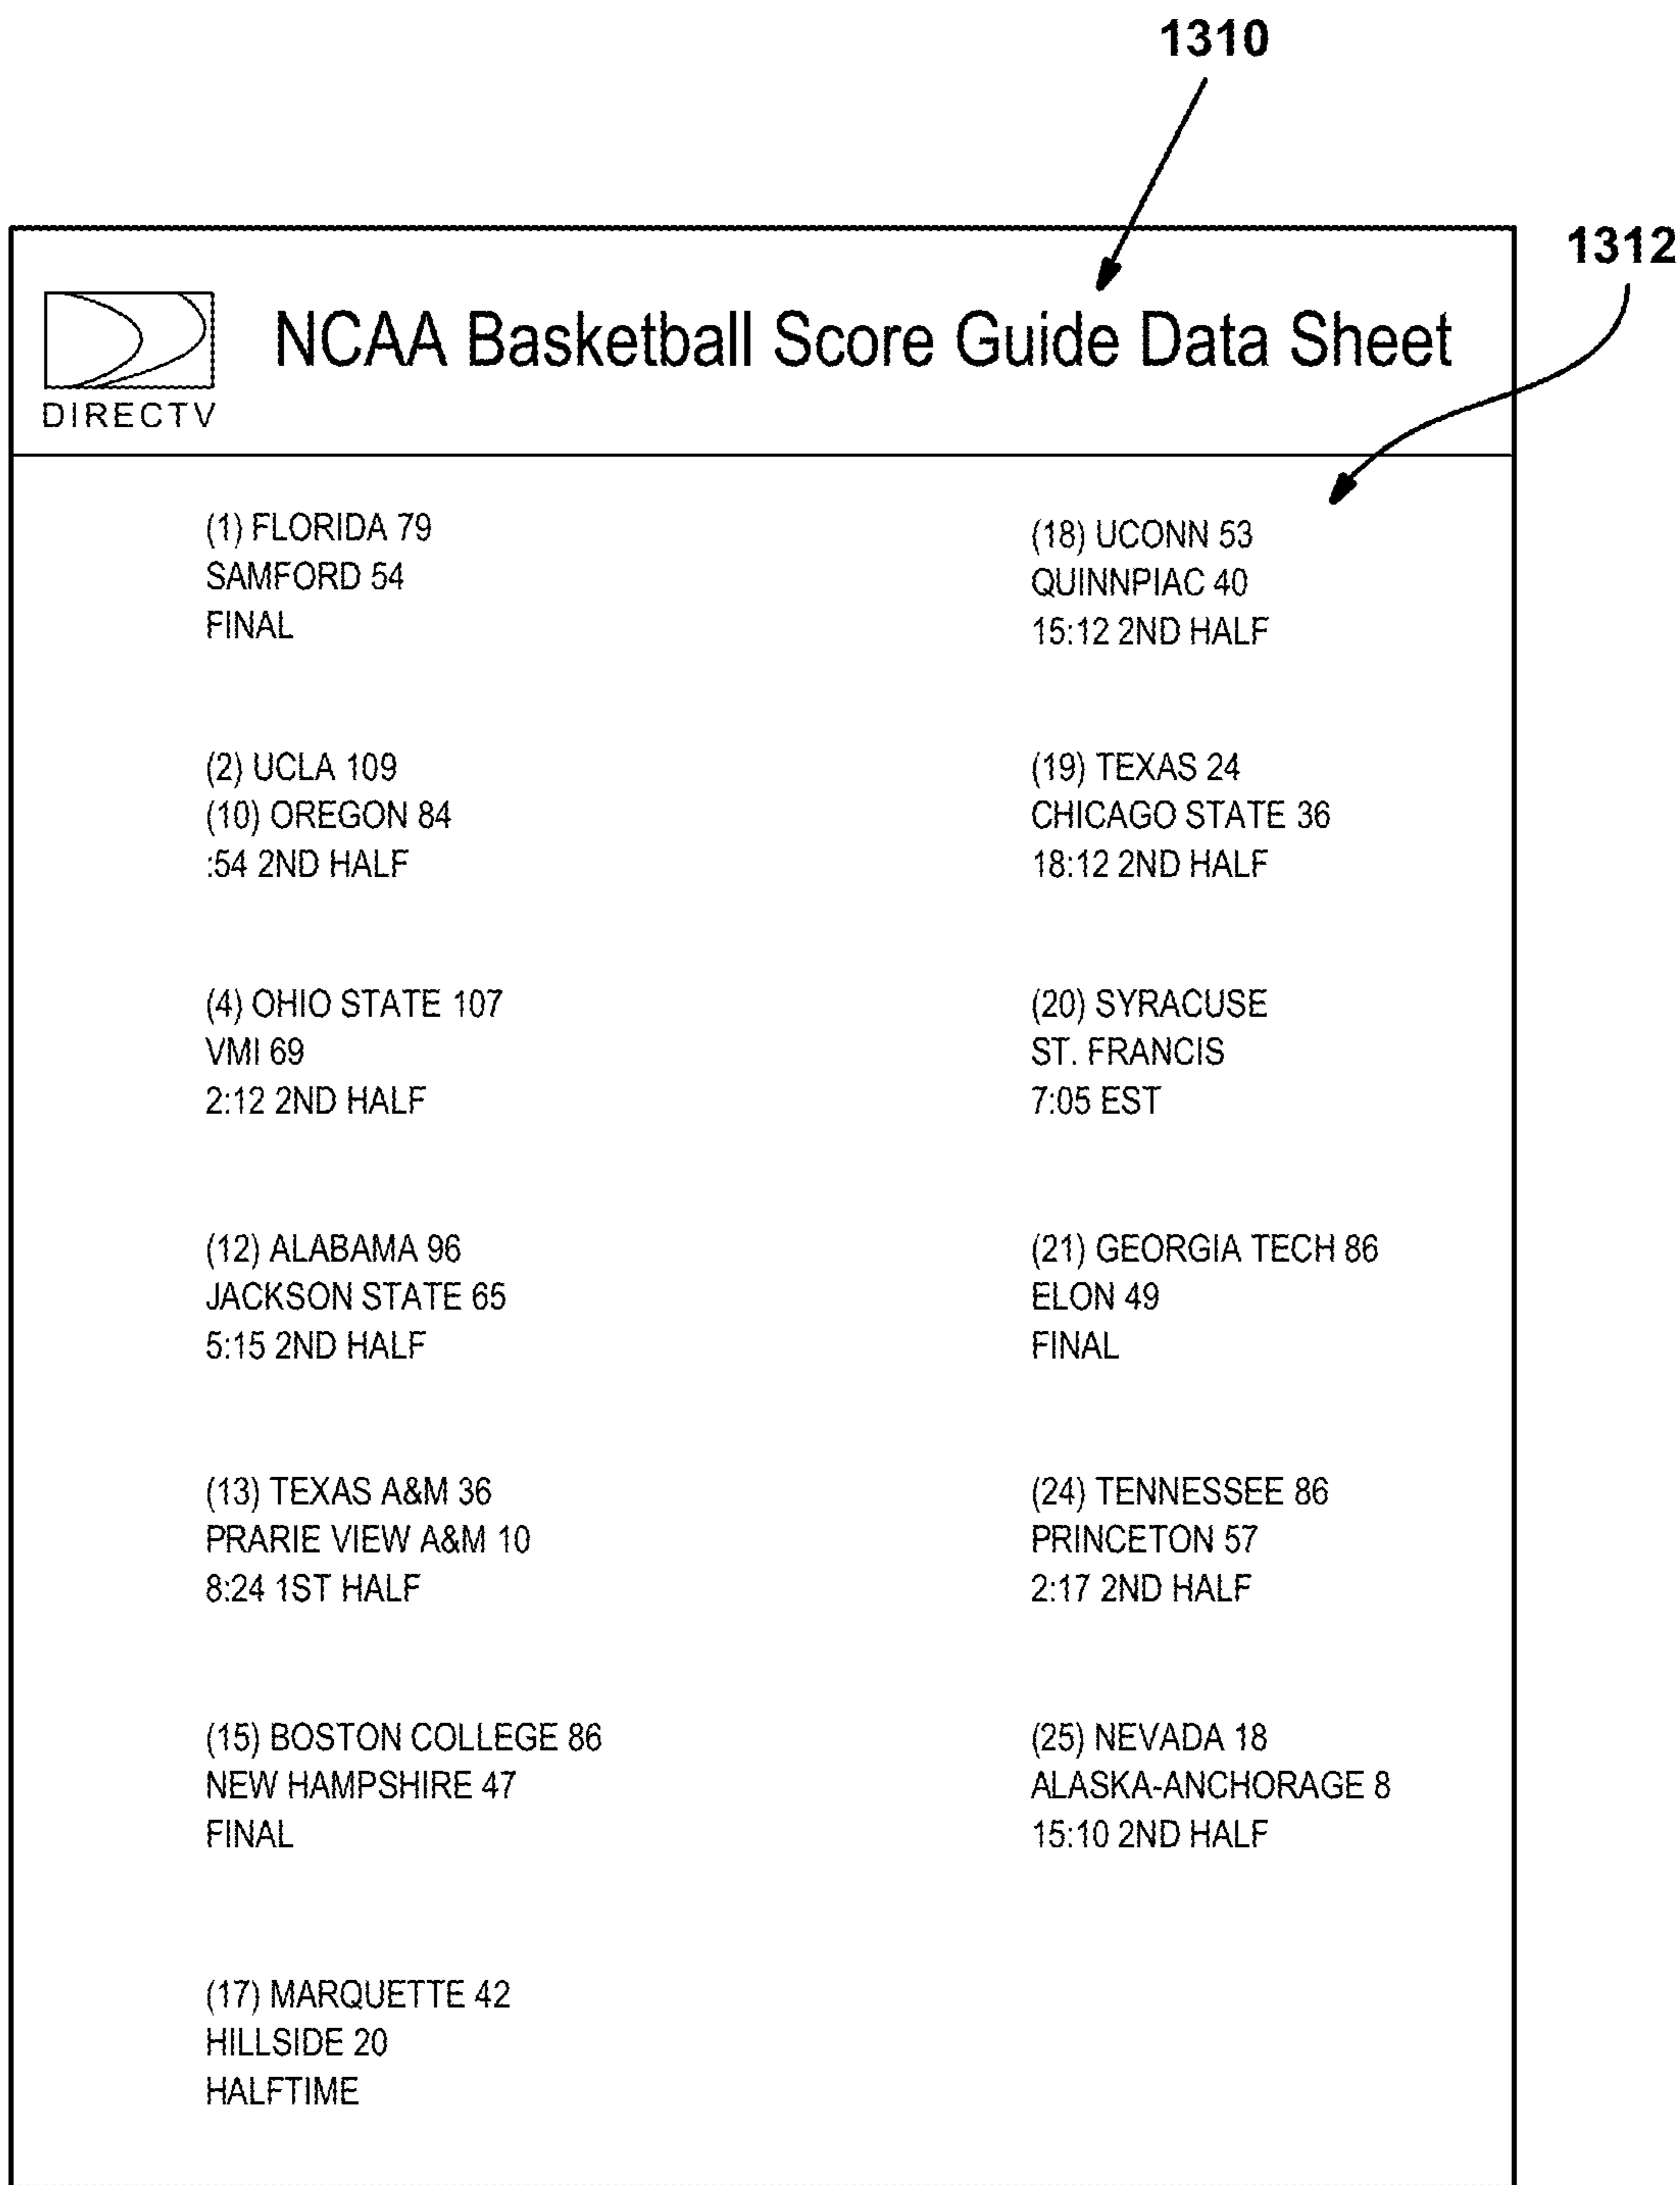 1310
1312
DIRECTV
NCAA Basketball Score Guide Data Sheet
(1) FLORIDA 79
SAMFORD 54
FINAL
(2) UCLA 109
(10) OREGON 84
:54 2ND HALF
(4) OHIO STATE 107
VMI 69
2:12 2ND HALF
(12) ALABAMA 96
JACKSON STATE 65
5:15 2ND HALF
(13) TEXAS A&M 36
PRARIE VIEW A&M 10
8:24 1ST HALF
(15) BOSTON COLLEGE 86
NEW HAMPSHIRE 47
FINAL
(17) MARQUETTE 42
HILLSIDE 20
HALFTIME
(18) UCONN 53
QUINNPIAC 40
15:12 2ND HALF
(19) TEXAS 24
CHICAGO STATE 36
18:12 2ND HALF
(20) SYRACUSE
ST. FRANCIS
7:05 EST
(21) GEORGIA TECH 86
ELON 49
FINAL
(24) TENNESSEE 86
PRINCETON 57
2:17 2ND HALF
(25) NEVADA 18
ALASKA-ANCHORAGE 8
15:10 2ND HALF